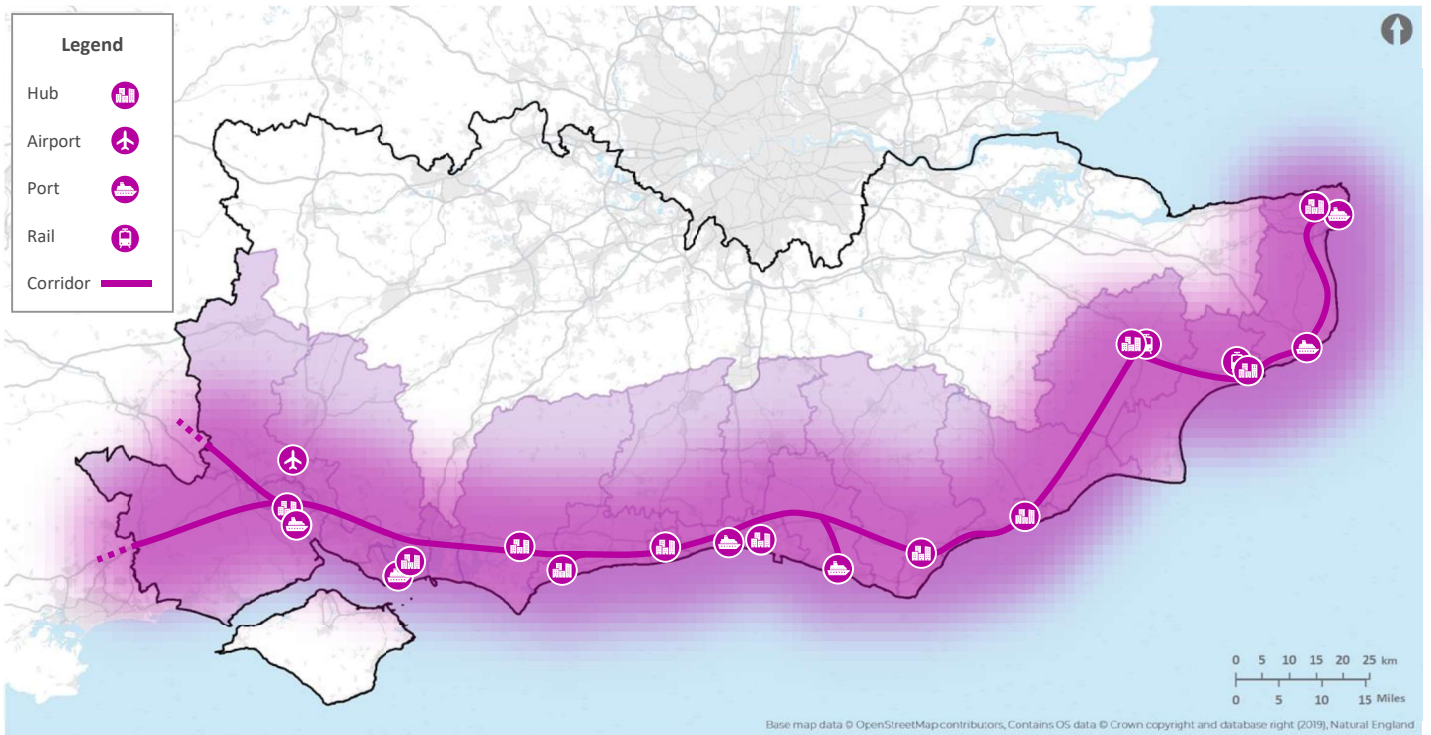 Legend
Hub
Airport
Port
Rail
Corridor
0 5 10 15 20 25 km
0 5 10 15 Miles
Base map data © OpenStreetMap contributors, Contains OS data © Crown copyright and database right (2019), Natural England